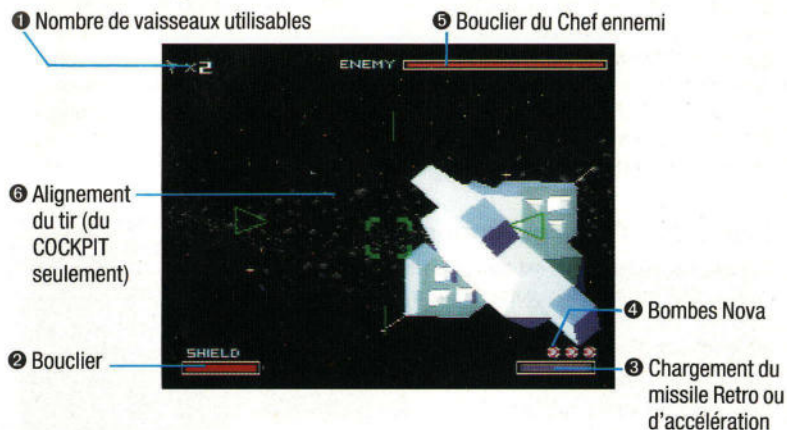 ❶ Nombre de vaisseaux utilisables
❺ Bouclier du Chef ennemi
×2
ENEMY
❻ Alignement
du tir (du
COCKPIT
seulement)
❹ Bombes Nova
SHIELD
❷ Bouclier
❸ Chargement du
missile Retro ou
d'accélération